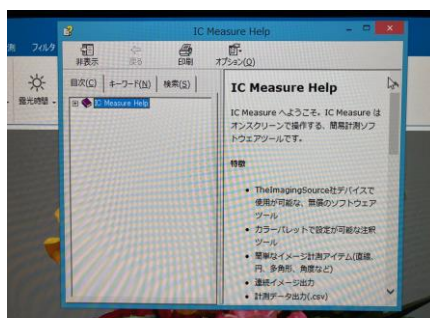 IC Measure Help
測 フィルタ
露光時間
非表示 戻る 印刷 オプション(O)
目次(C) キーワード(N) 検索(S)
IC Measure Help
IC Measure Help
IC Measure へようこそ。IC Measure は
オンスクリーンで操作する、簡易計測ソフ
トウェアツールです。
特徴
• TheImagingSource社デバイスで
使用が可能な、無償のソフトウェア
ツール
• カラーパレットで設定が可能な注釈
ツール
• 簡単なイメージ計測アイテム(直線、
円、多角形、角度など)
• 連続イメージ出力
• 計測データ出力(.csv)